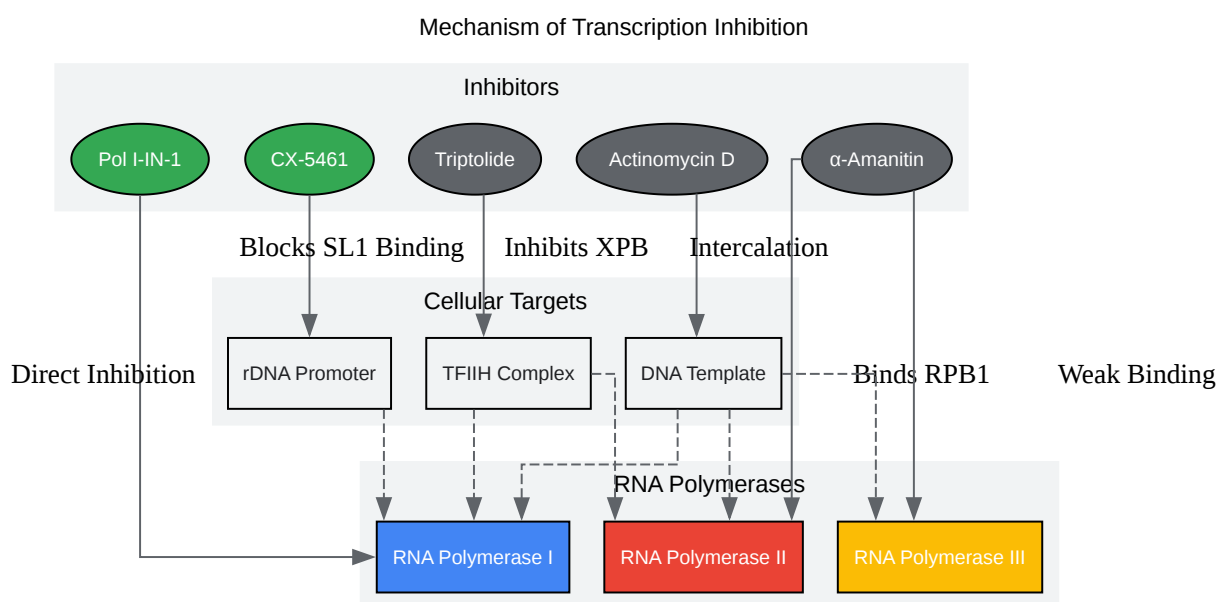 Mechanism of Transcription Inhibition
Inhibitors
Pol I-IN-1
CX-5461
Triptolide
Actinomycin D
α-Amanitin
Blocks SL1 Binding
Inhibits XPB
Intercalation
Cellular Targets
Direct Inhibition
rDNA Promoter
TFIIH Complex
DNA Template
Binds RPB1
Weak Binding
RNA Polymerases
RNA Polymerase I
RNA Polymerase II
RNA Polymerase III